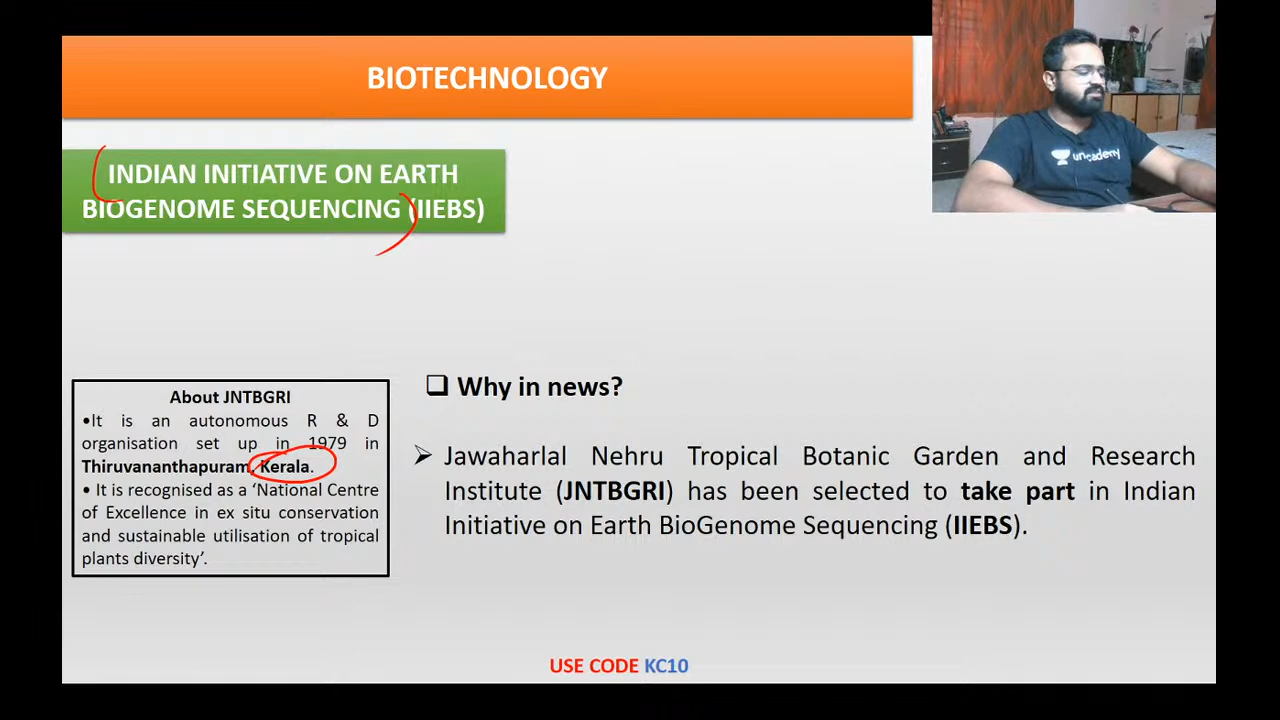 BIOTECHNOLOGY
unacademy
INDIAN INITIATIVE ON EARTH
BIOGENOME SEQUENCING (IIEBS)
About JNTBGRI
•It is an autonomous R & D
organisation set up in 1979 in
Thiruvananthapuram, Kerala.
• It is recognised as a ‘National Centre
of Excellence in ex situ conservation
and sustainable utilisation of tropical
plants diversity’.
❑ Why in news?
➢ Jawaharlal Nehru Tropical Botanic Garden and Research
Institute (JNTBGRI) has been selected to take part in Indian
Initiative on Earth BioGenome Sequencing (IIEBS).
USE CODE KC10